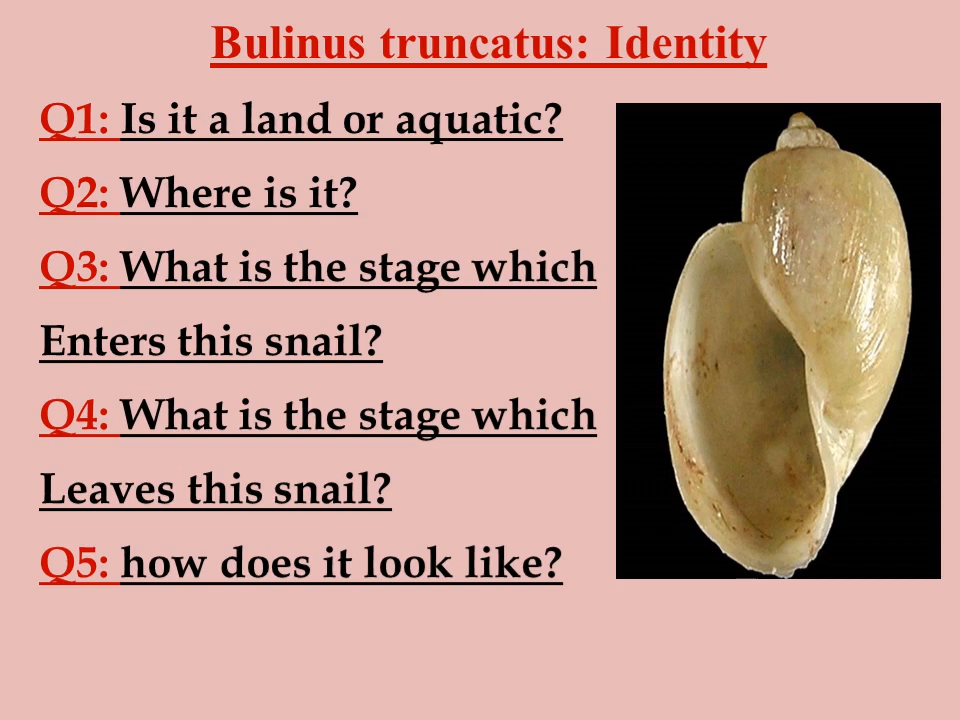 Bulinus truncatus: Identity
Q1: Is it a land or aquatic?
Q2: Where is it?
Q3: What is the stage which
Enters this snail?
Q4: What is the stage which
Leaves this snail?
Q5: how does it look like?